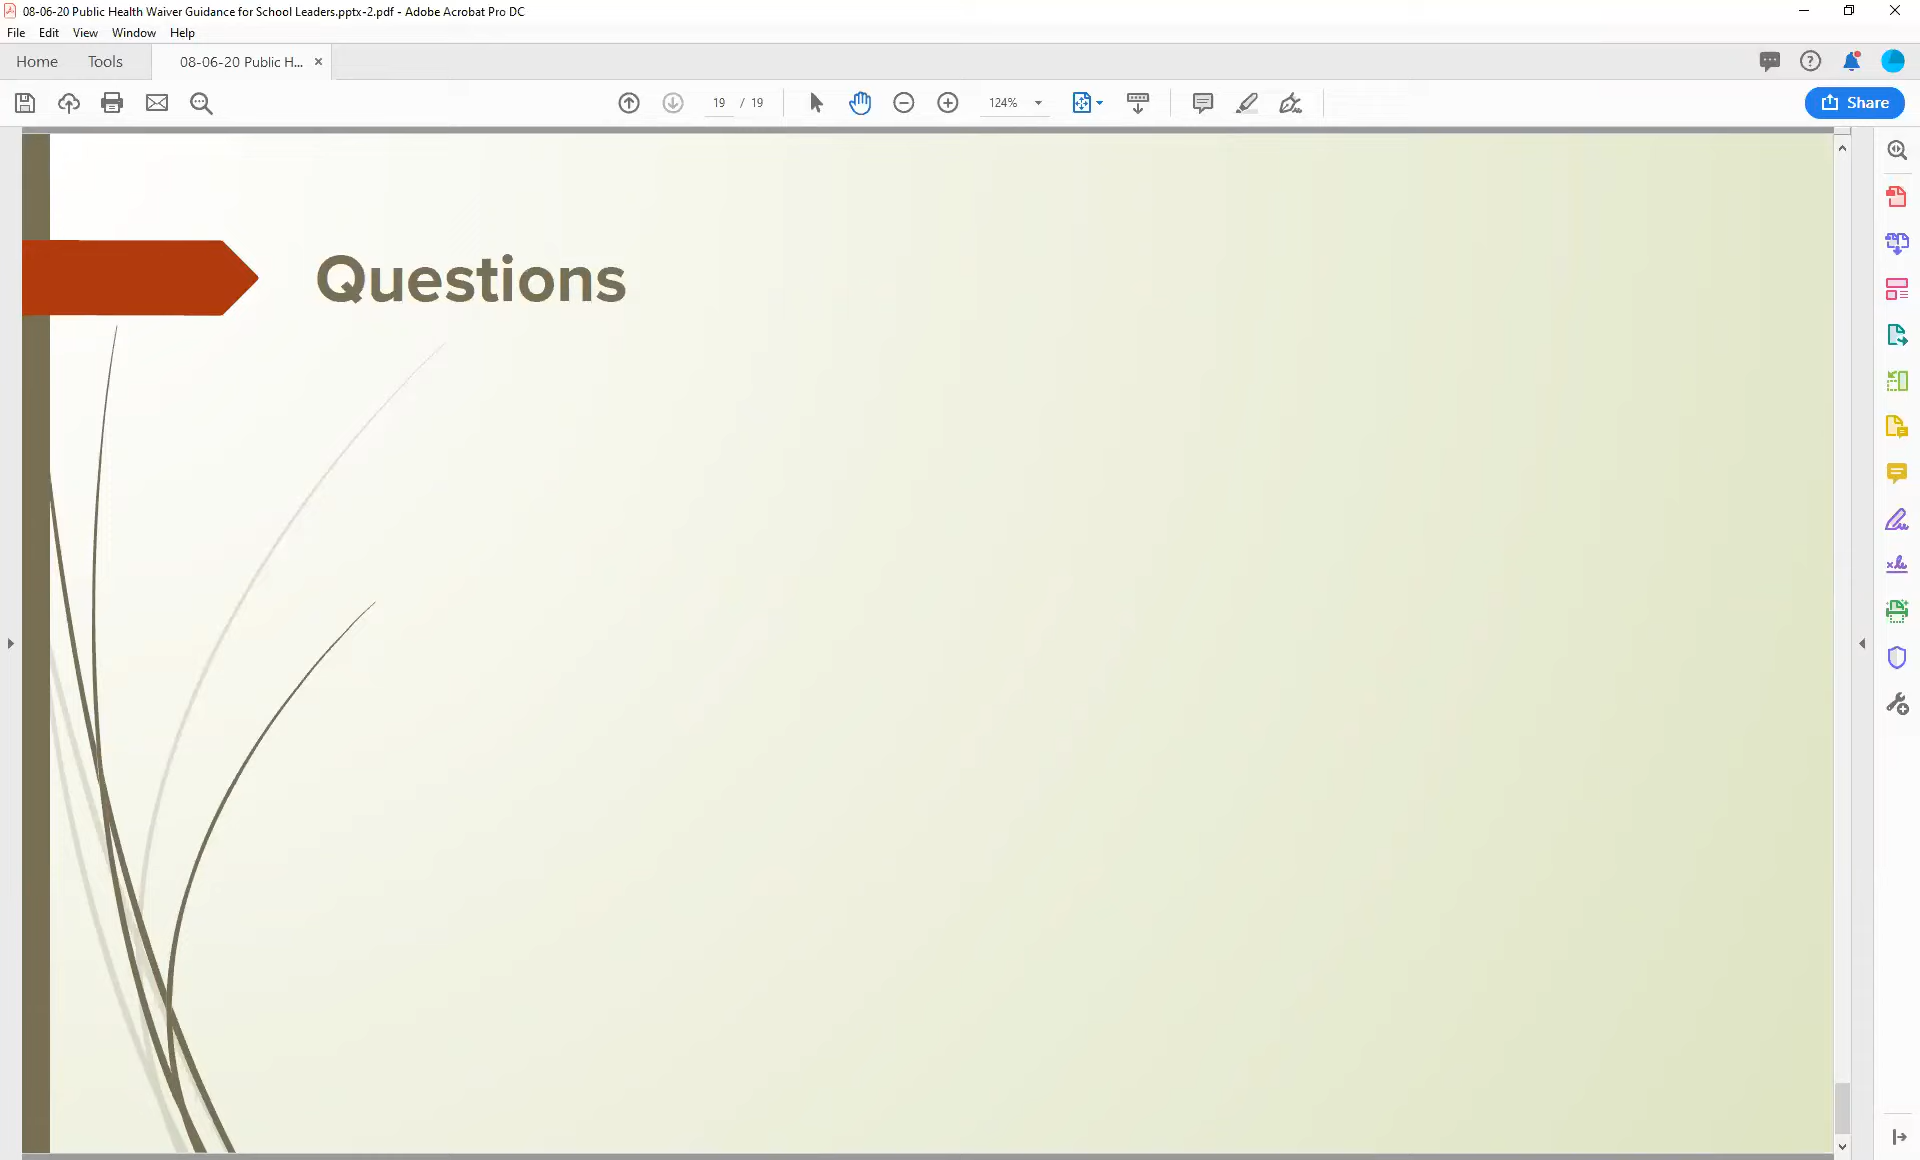 08-06-20 Public Health Waiver Guidance for School Leaders.pptx-2.pdf - Adobe Acrobat Pro DC
File Edit View Window Help
Home Tools 08-06-20 Public H... ×
19 / 19 124% Share
Questions